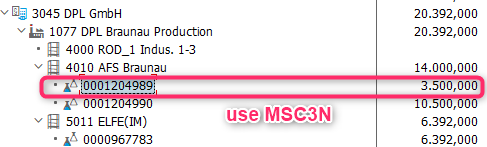 3045 DPL GmbH 20.392,000
1077 DPL Braunau Production 20.392,000
4000 ROD_1 Indus. 1-3
4010 AFS Braunau 14.000,000
0001204989 3.500,000
use MSC3N
0001204990 10.500,000
5011 ELFE(IM) 6.392,000
0000967783 6.392,000